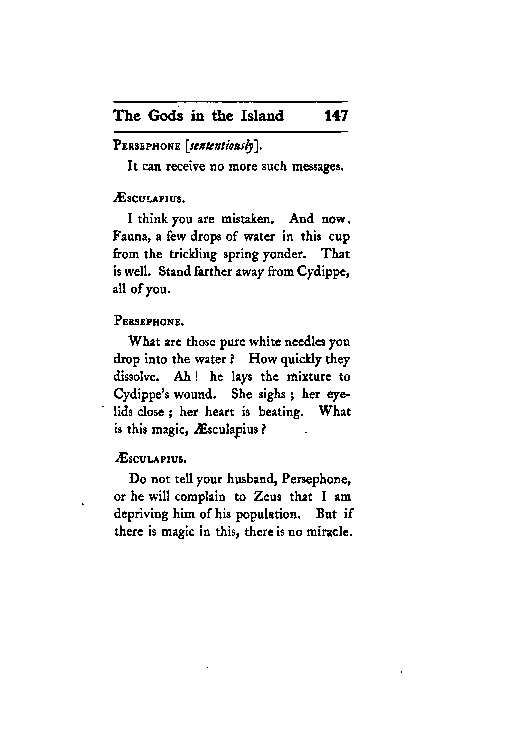 The Gods in the Island 147
PERSEPHONE [sententiously].
It can receive no more such messages.
ÆSCULAPIUS.
I think you are mistaken. And now,
Fauna, a few drops of water in this cup
from the trickling spring yonder. That
is well. Stand farther away from Cydippe,
all of you.
PERSEPHONE.
What are those pure white needles you
drop into the water ? How quickly they
dissolve. Ah ! he lays the mixture to
Cydippe's wound. She sighs ; her eye-
lids close ; her heart is beating. What
is this magic, Æsculapius ?
ÆSCULAPIUS.
Do not tell your husband, Persephone,
or he will complain to Zeus that I am
depriving him of his population. But if
there is magic in this, there is no miracle.